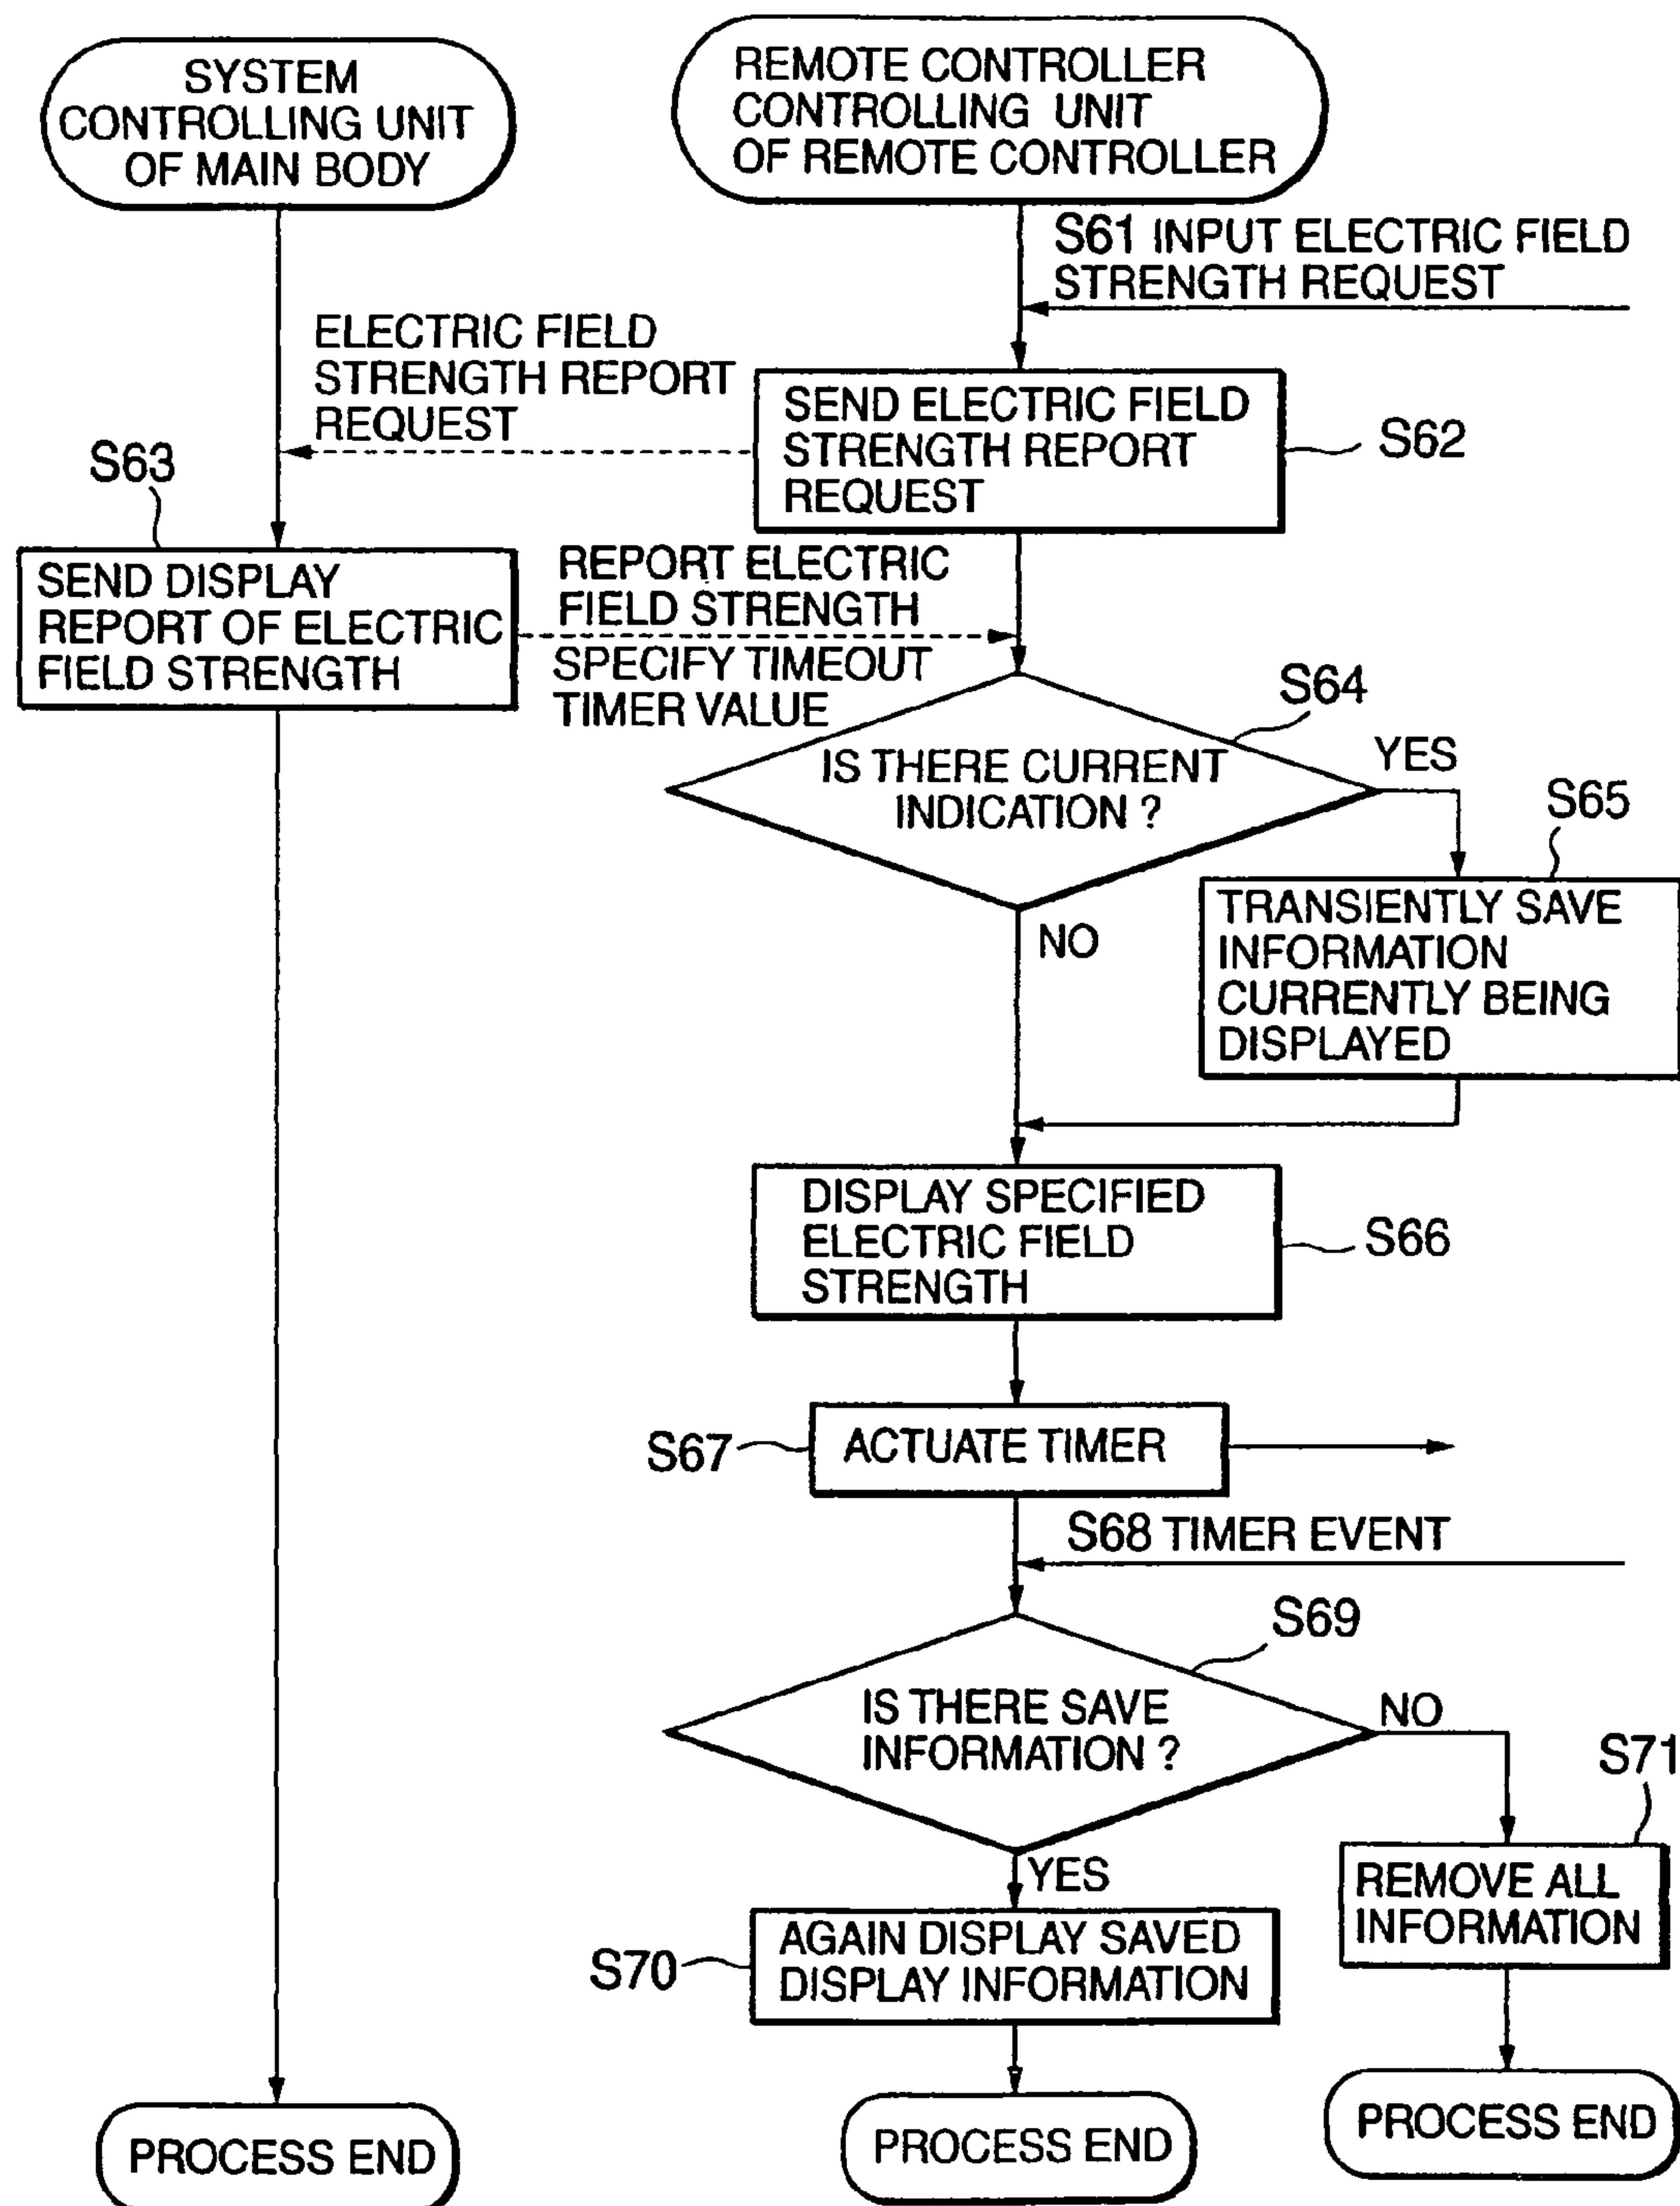 SYSTEM
CONTROLLING UNIT
OF MAIN BODY
REMOTE CONTROLLER
CONTROLLING UNIT
OF REMOTE CONTROLLER
S61 INPUT ELECTRIC FIELD
STRENGTH REQUEST
ELECTRIC FIELD
STRENGTH REPORT
REQUEST
SEND ELECTRIC FIELD
STRENGTH REPORT
REQUEST
S62
S63
SEND DISPLAY
REPORT OF ELECTRIC
FIELD STRENGTH
REPORT ELECTRIC
FIELD STRENGTH
SPECIFY TIMEOUT
TIMER VALUE
S64
IS THERE CURRENT
INDICATION ?
YES
NO
S65
TRANSIENTLY SAVE
INFORMATION
CURRENTLY BEING
DISPLAYED
DISPLAY SPECIFIED
ELECTRIC FIELD
STRENGTH
S66
S67
ACTUATE TIMER
S68 TIMER EVENT
S69
IS THERE SAVE
INFORMATION ?
NO
YES
S71
REMOVE ALL
INFORMATION
S70
AGAIN DISPLAY SAVED
DISPLAY INFORMATION
PROCESS END
PROCESS END
PROCESS END